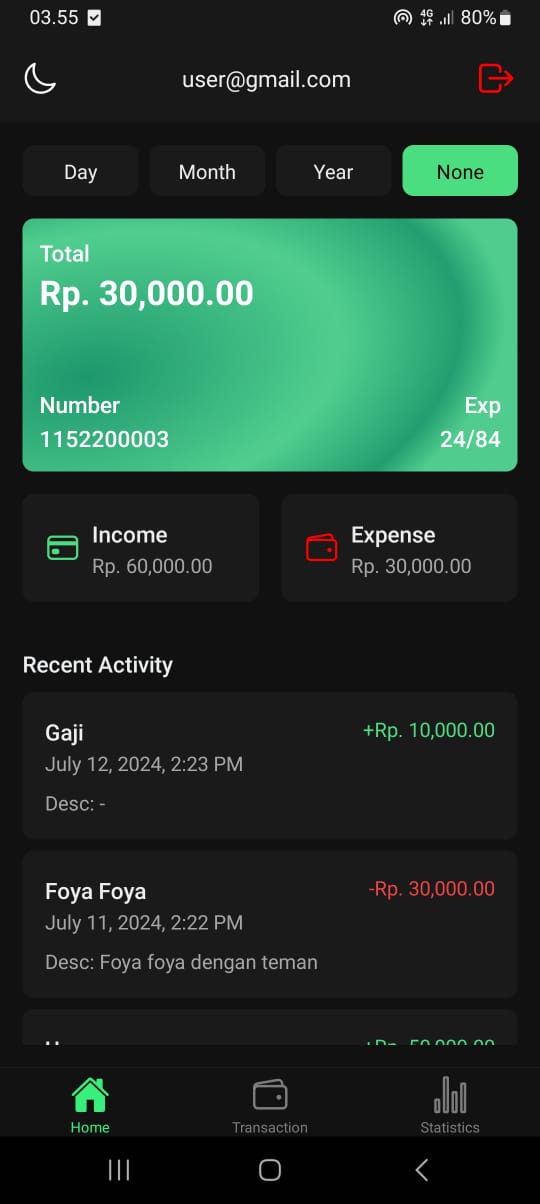 03.55 4G 80%
user@gmail.com
Day Month Year None
Total
Rp. 30,000.00
Number Exp
1152200003 24/84
Income Expense
Rp. 60,000.00 Rp. 30,000.00
Recent Activity
Gaji +Rp. 10,000.00
July 12, 2024, 2:23 PM
Desc: -
Foya Foya -Rp. 30,000.00
July 11, 2024, 2:22 PM
Desc: Foya foya dengan teman
Home Transaction Statistics